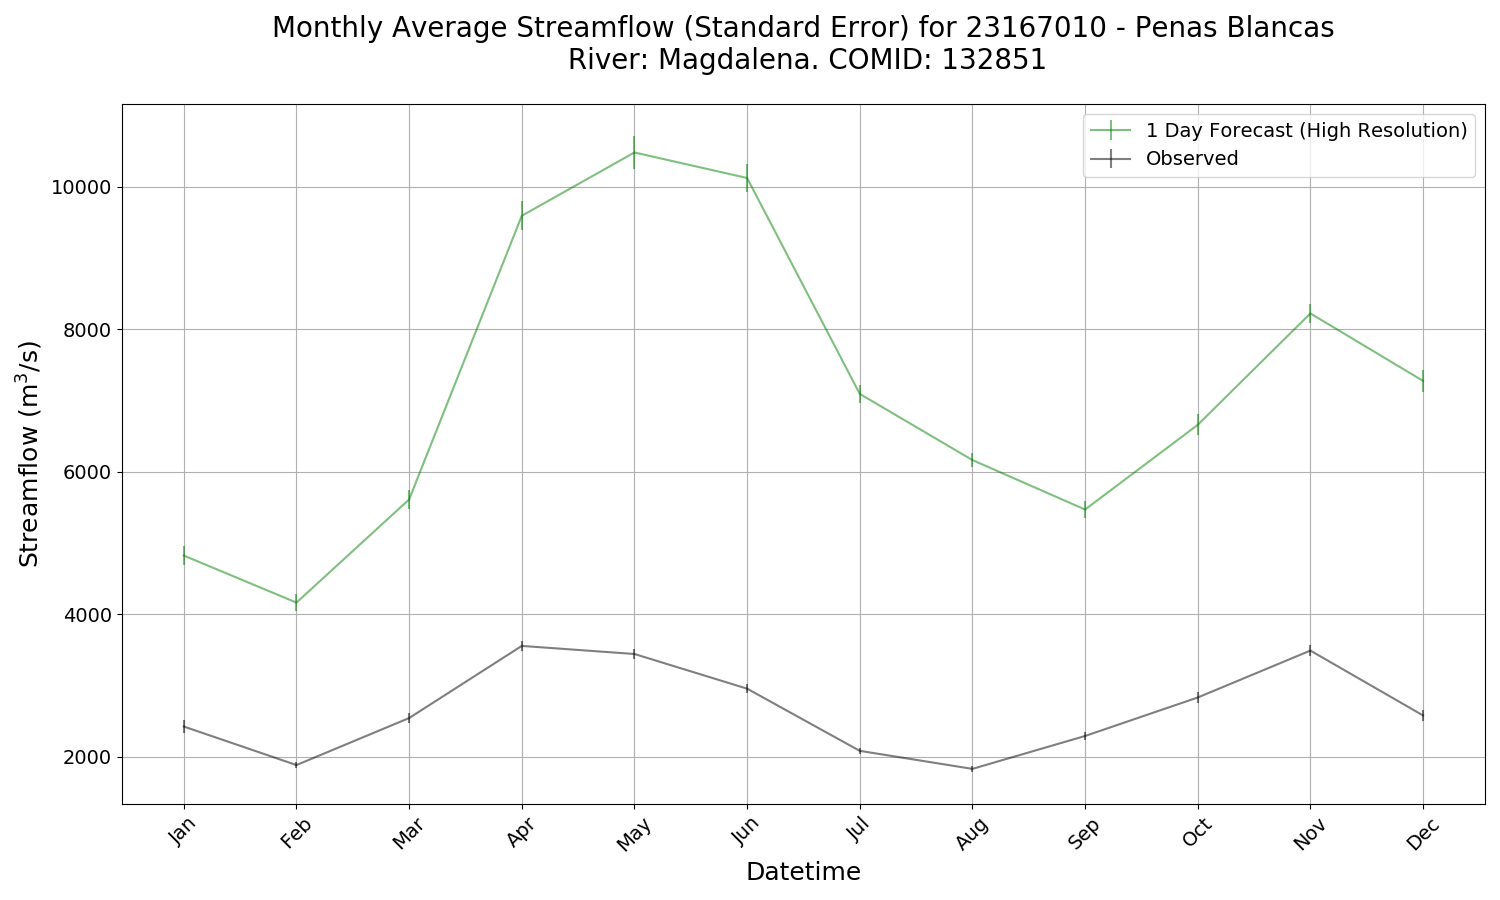 Monthly Average Streamflow (Standard Error) for 23167010 - Penas Blancas
River: Magdalena. COMID: 132851
1 Day Forecast (High Resolution)
Observed
Streamflow (m³/s)
10000
8000
6000
4000
2000
Jan
Feb
Mar
Apr
May
Jun
Jul
Aug
Sep
Oct
Nov
Dec
Datetime